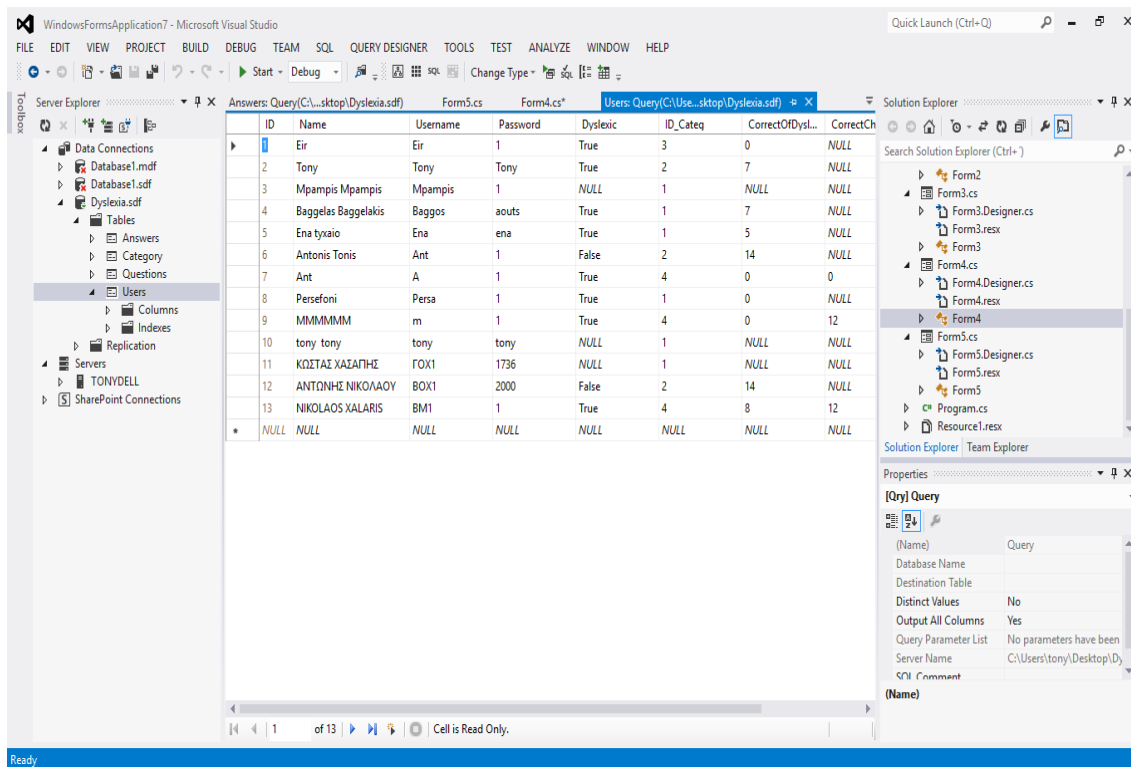 WindowsFormsApplication7 - Microsoft Visual Studio
Quick Launch (Ctrl+Q)
FILE EDIT VIEW PROJECT BUILD DEBUG TEAM SQL QUERY DESIGNER TOOLS TEST ANALYZE WINDOW HELP
Start Debug SQL Change Type
Toolbox
Server Explorer
Data Connections
Database1.mdf
Database1.sdf
Dyslexia.sdf
Tables
Answers
Category
Questions
Users
Columns
Indexes
Replication
Servers
TONYDELL
SharePoint Connections
Answers: Query(C:\...sktop\Dyslexia.sdf) Form5.cs Form4.cs* Users: Query(C:\Use...sktop\Dyslexia.sdf)
ID Name Username Password Dyslexic ID_Categ CorrectOfDysl... CorrectCh
1 Eir Eir 1 True 3 0 NULL
2 Tony Tony Tony True 2 7 NULL
3 Mpampis Mpampis Mpampis 1 NULL 1 NULL NULL
4 Baggelas Baggelakis Baggos aouts True 1 7 NULL
5 Ena tyxaio Ena ena True 1 5 NULL
6 Antonis Tonis Ant 1 False 2 14 NULL
7 Ant A 1 True 4 0 0
8 Persefoni Persa 1 True 1 0 NULL
9 MMMMMM m 1 True 4 0 12
10 tony tony tony tony NULL 1 NULL NULL
11 ΚΩΣΤΑΣ ΧΑΣΑΠΗΣ ΓΟΧ1 1736 NULL 1 NULL NULL
12 ΑΝΤΩΝΗΣ ΝΙΚΟΛΑΟΥ BOX1 2000 False 2 14 NULL
13 NIKOLAOS XALARIS BM1 1 True 4 8 12
NULL NULL NULL NULL NULL NULL NULL NULL
1 of 13 Cell is Read Only.
Solution Explorer
Search Solution Explorer (Ctrl+¨)
Form2
Form3.cs
Form3.Designer.cs
Form3.resx
Form3
Form4.cs
Form4.Designer.cs
Form4.resx
Form4
Form5.cs
Form5.Designer.cs
Form5.resx
Form5
C# Program.cs
Resource1.resx
Solution Explorer Team Explorer
Properties
[Qry] Query
(Name) Query
Database Name
Destination Table
Distinct Values No
Output All Columns Yes
Query Parameter List No parameters have been
Server Name C:\Users\tony\Desktop\Dy
SQL Comment
(Name)
Ready